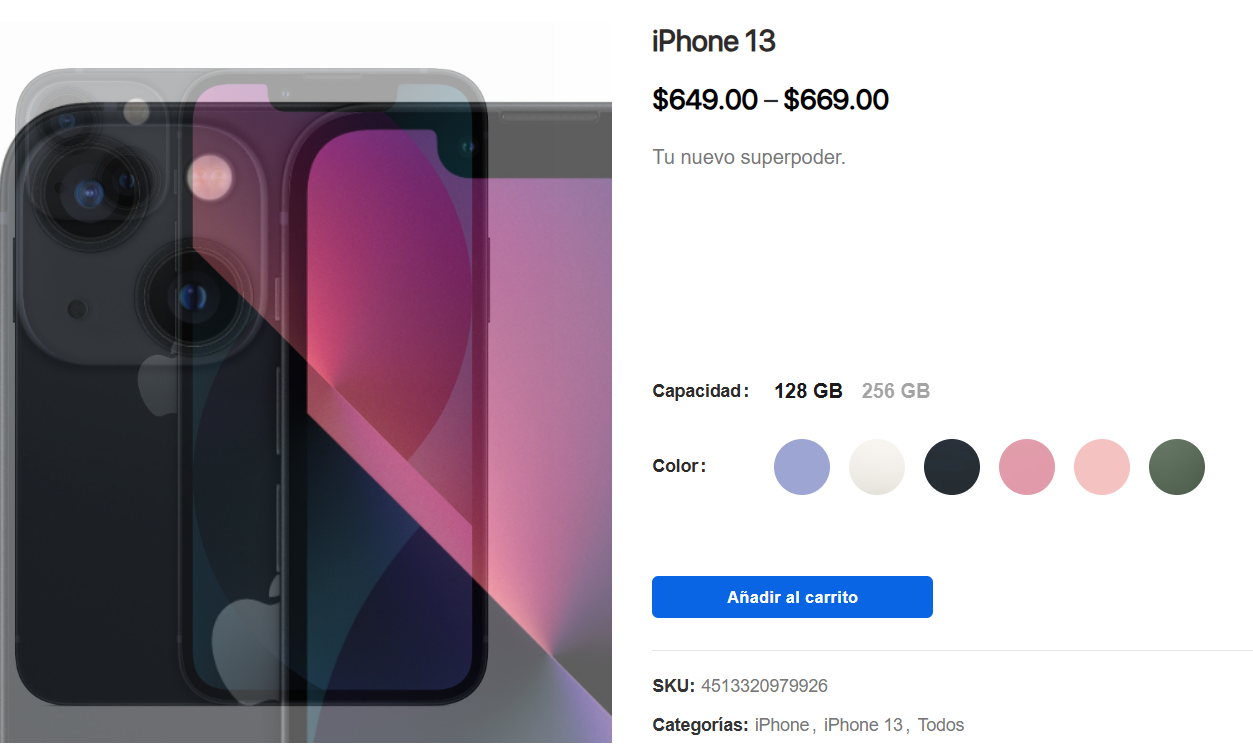 iPhone 13
$649.00 – $669.00
Tu nuevo superpoder.
Capacidad: 128 GB 256 GB
Color:
Añadir al carrito
SKU: 4513320979926
Categorías: iPhone, iPhone 13, Todos